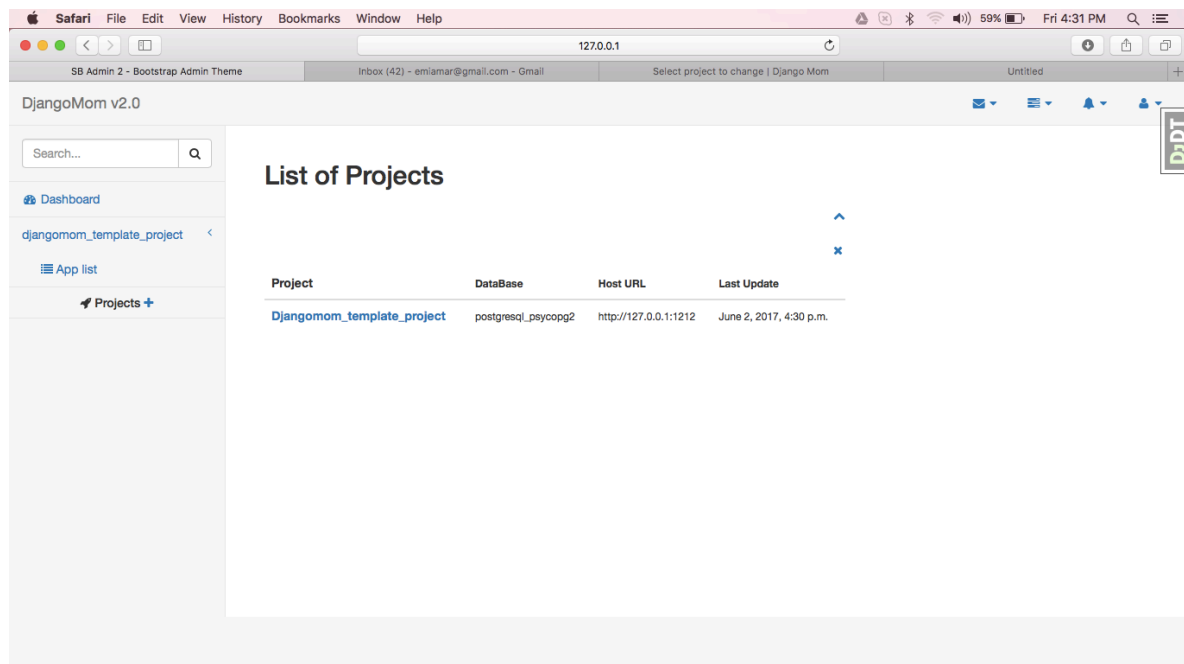 Safari File Edit View History Bookmarks Window Help 59% Fri 4:31 PM
127.0.0.1
SB Admin 2 - Bootstrap Admin Theme Inbox (42) - emiamar@gmail.com - Gmail Select project to change | Django Mom Untitled
DjangoMom v2.0
DjDT
Search...
List of Projects
Dashboard
djangomom_template_project
App list
Projects
Project DataBase Host URL Last Update
Djangomom_template_project postgresql_psycopg2 http://127.0.0.1:1212 June 2, 2017, 4:30 p.m.